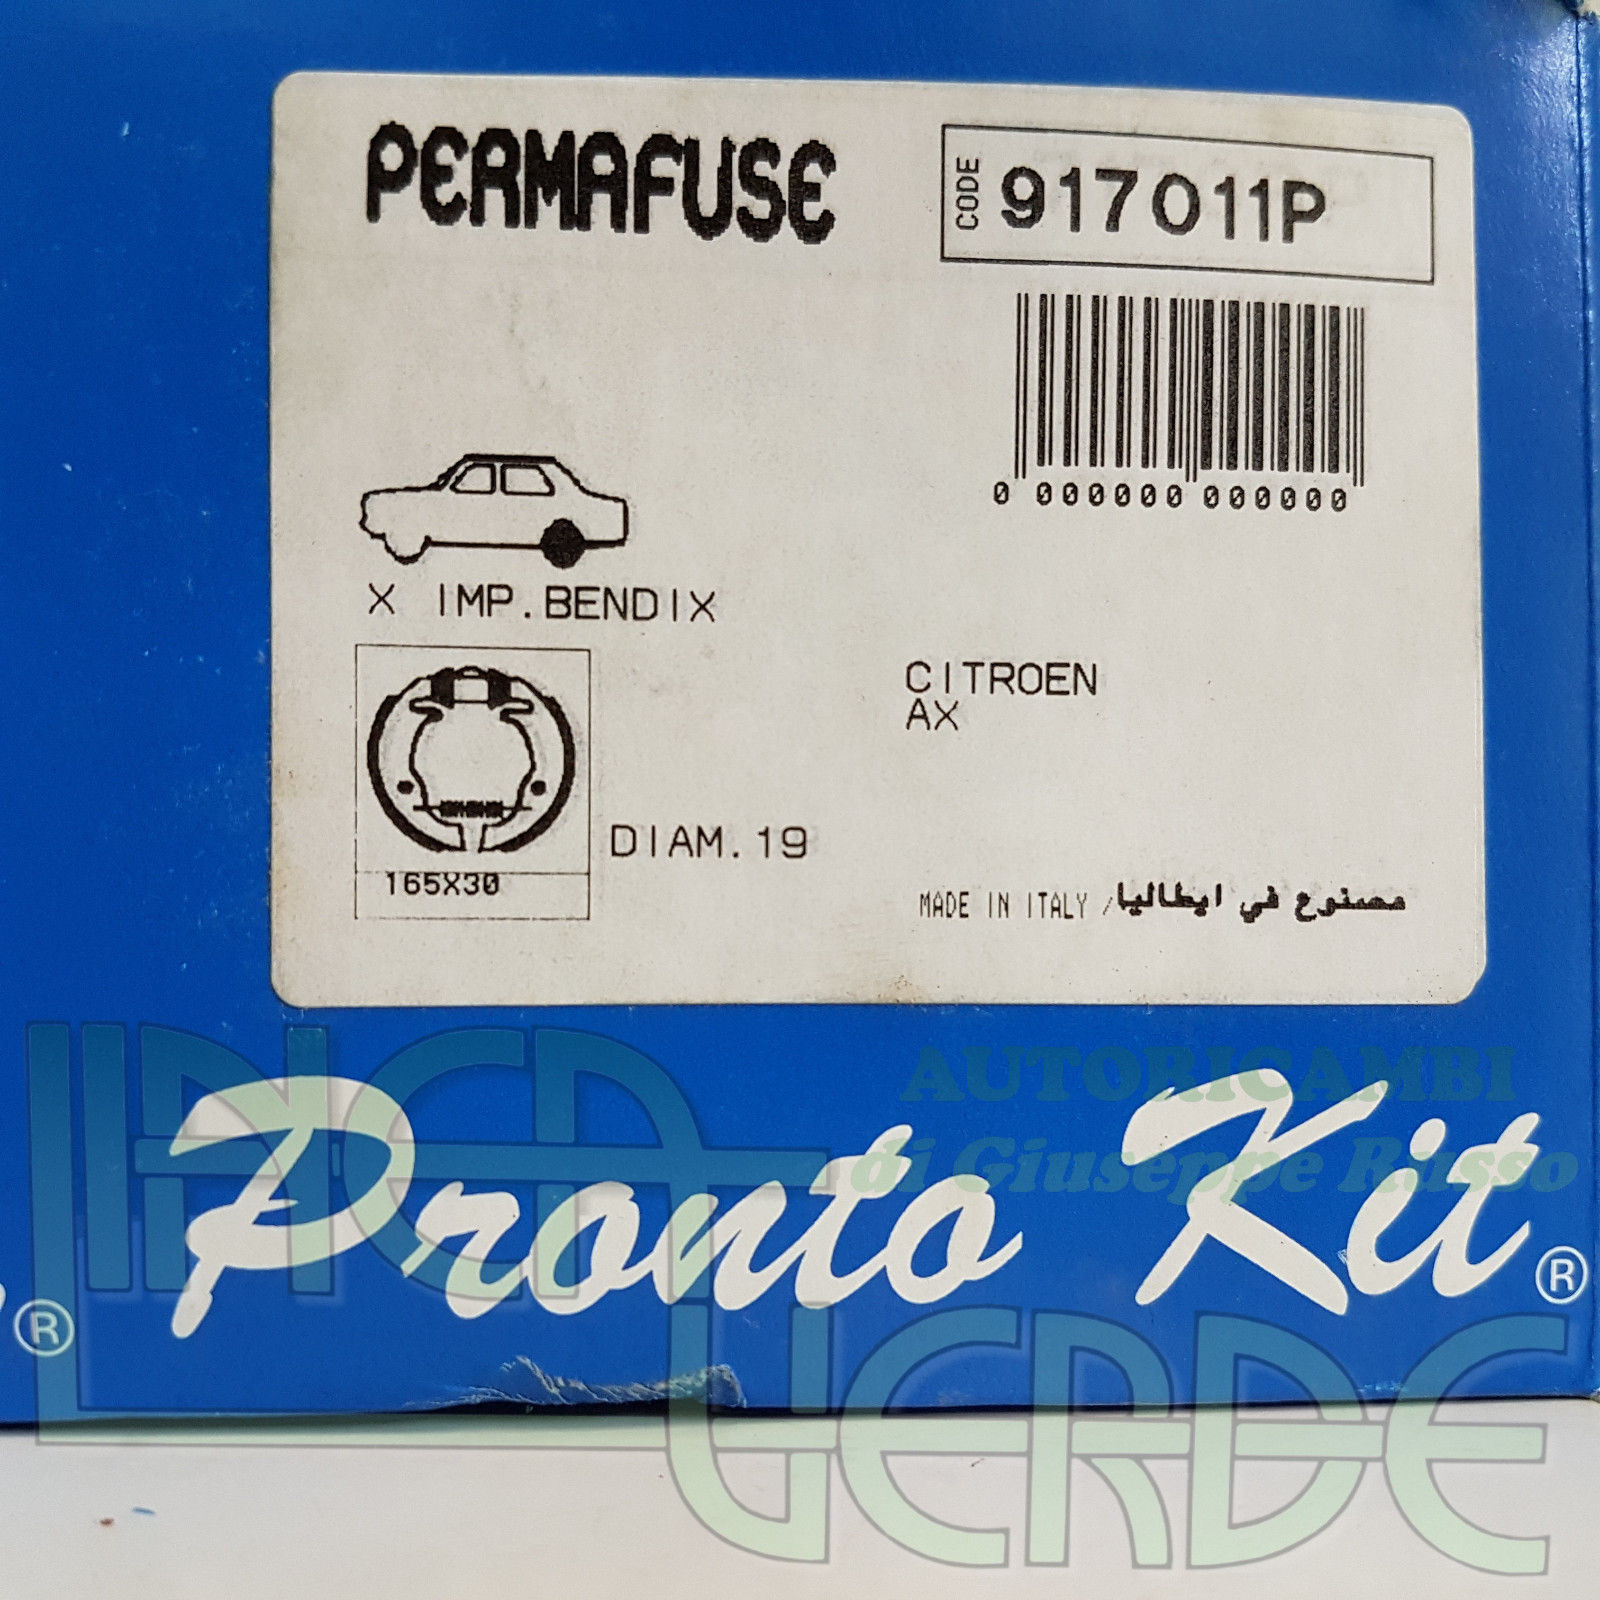 PERMAFUSE
CODE 917011P
0 000000 000000
X IMP.BENDIX
CITROEN
AX
DIAM.19
165X30
MADE IN ITALY / مصنوع في ايطاليا
AUTORICAMBI
di Giuseppe Russo
Pronto Kit ®
®
LINEA
VERDE